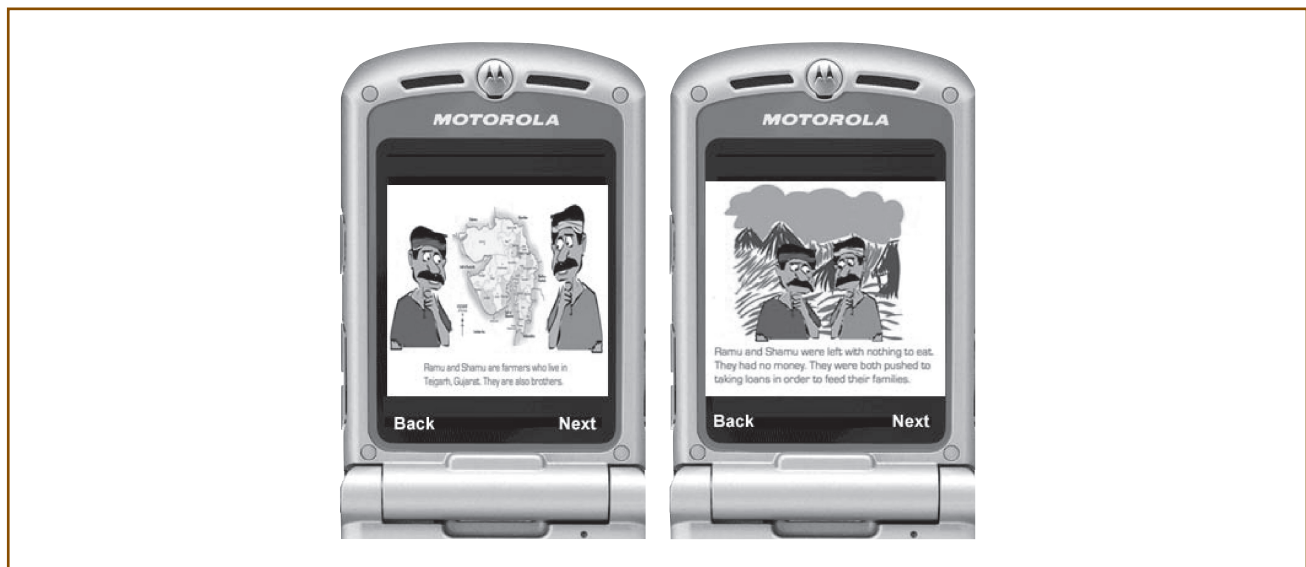 MOTOROLA
Ramu and Shamu are farmers who live in
Tejgarh, Gujarat. They are also brothers.
Back Next
MOTOROLA
Ramu and Shamu were left with nothing to eat.
They had no money. They were both pushed to
taking loans in order to feed their families.
Back Next